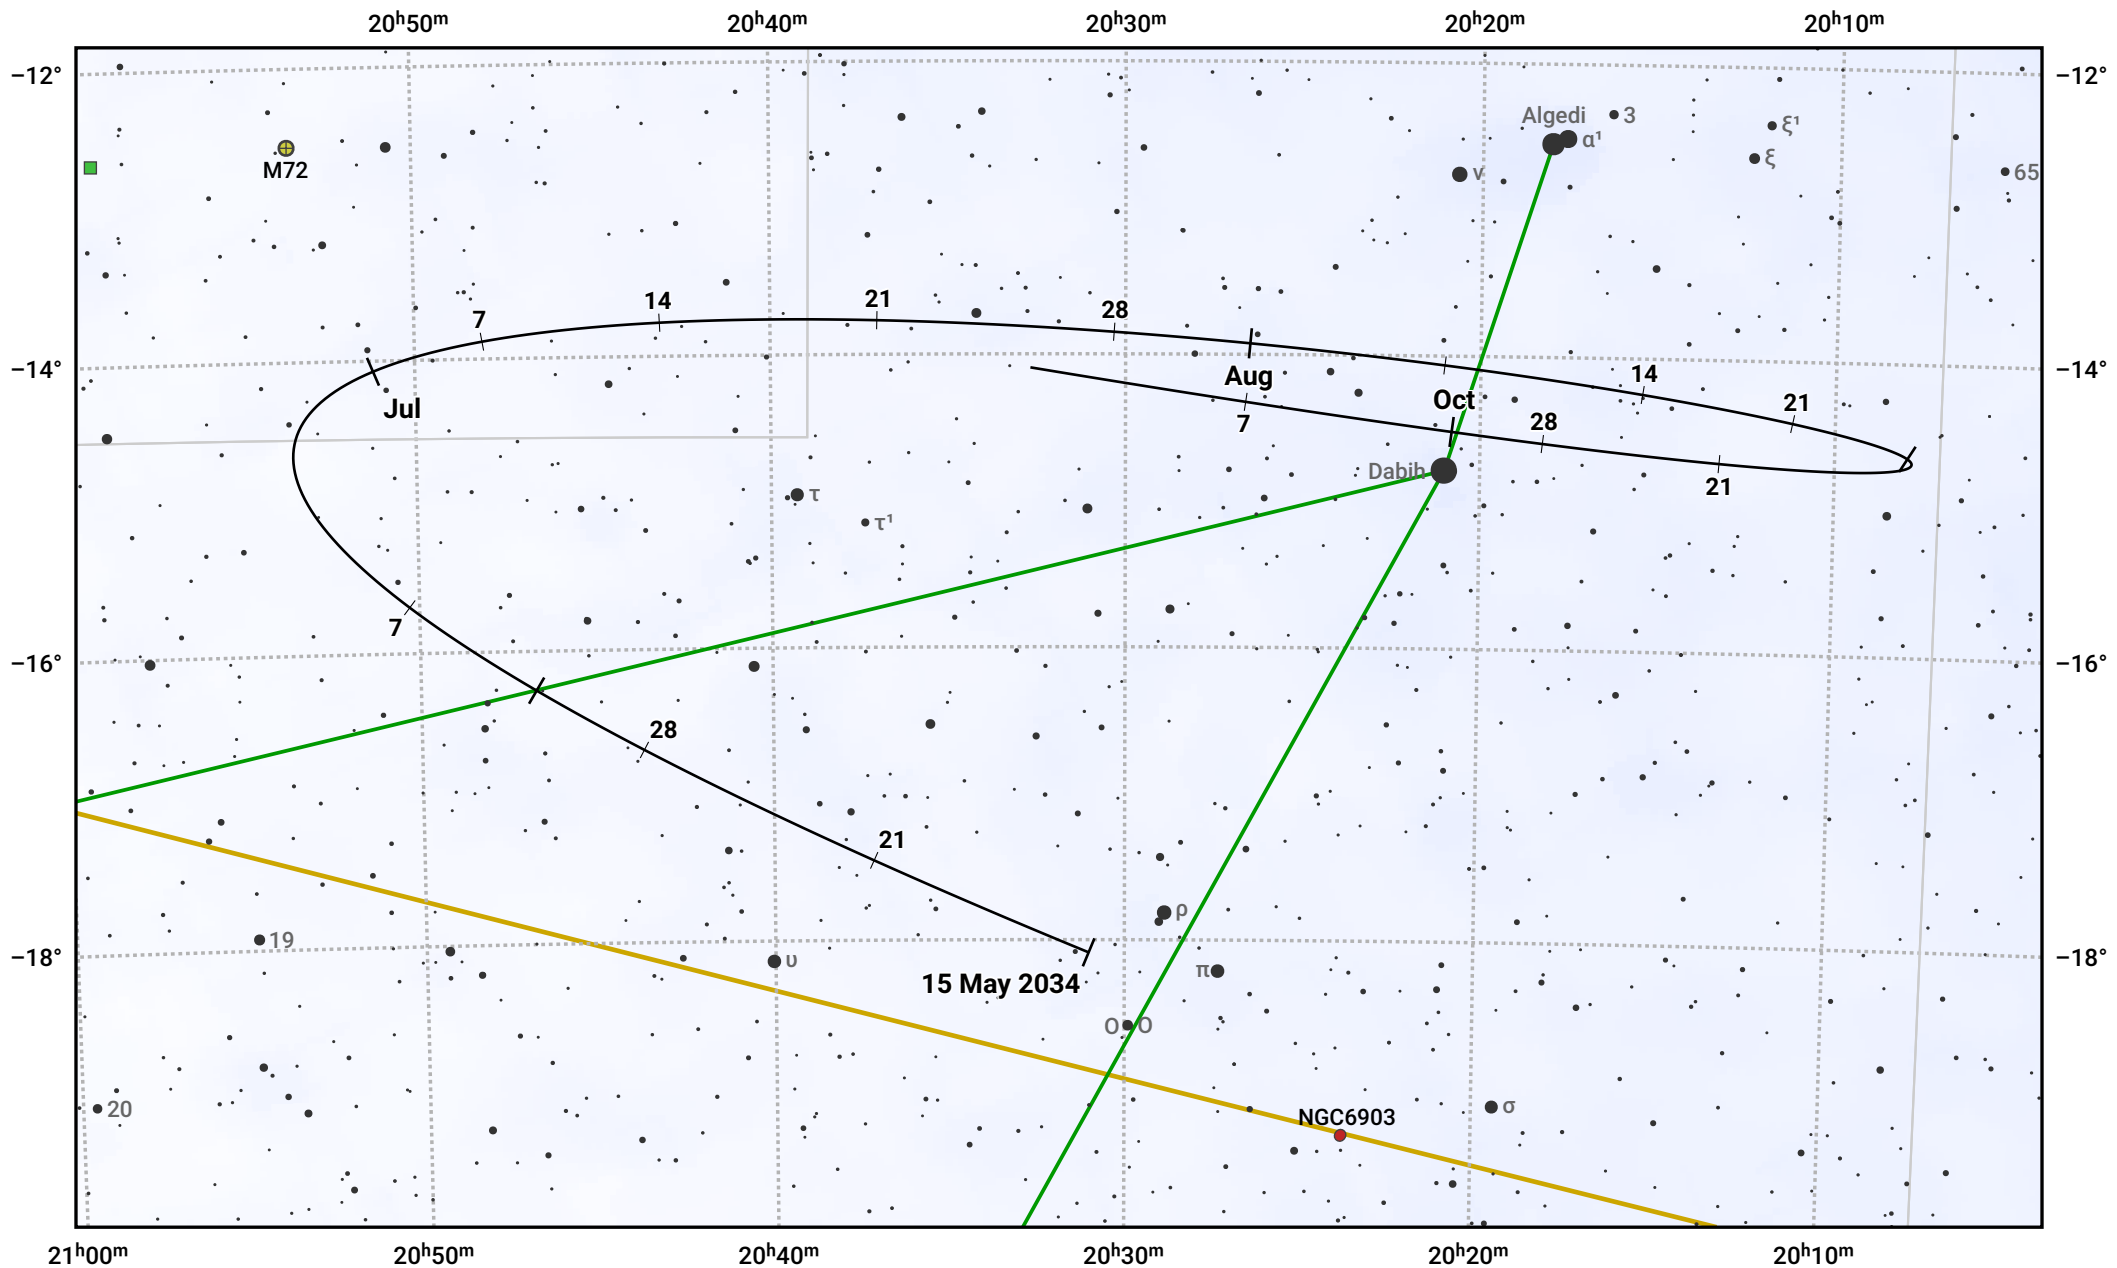 20ʰ50ᵐ 20ʰ40ᵐ 20ʰ30ᵐ 20ʰ20ᵐ 20ʰ10ᵐ
−12° −12°
Algedi 3
α¹ ξ¹
M72 ν ξ 65
14 21 28
7
−14° −14°
Aug 14
Jul Oct 21
7 28
Dabih 21
τ
τ¹
7
−16° −16°
28
21
ρ
19
−18° −18°
υ π
15 May 2034
ο ο
20 NGC6903 σ
21ʰ00ᵐ 20ʰ50ᵐ 20ʰ40ᵐ 20ʰ30ᵐ 20ʰ20ᵐ 20ʰ10ᵐ